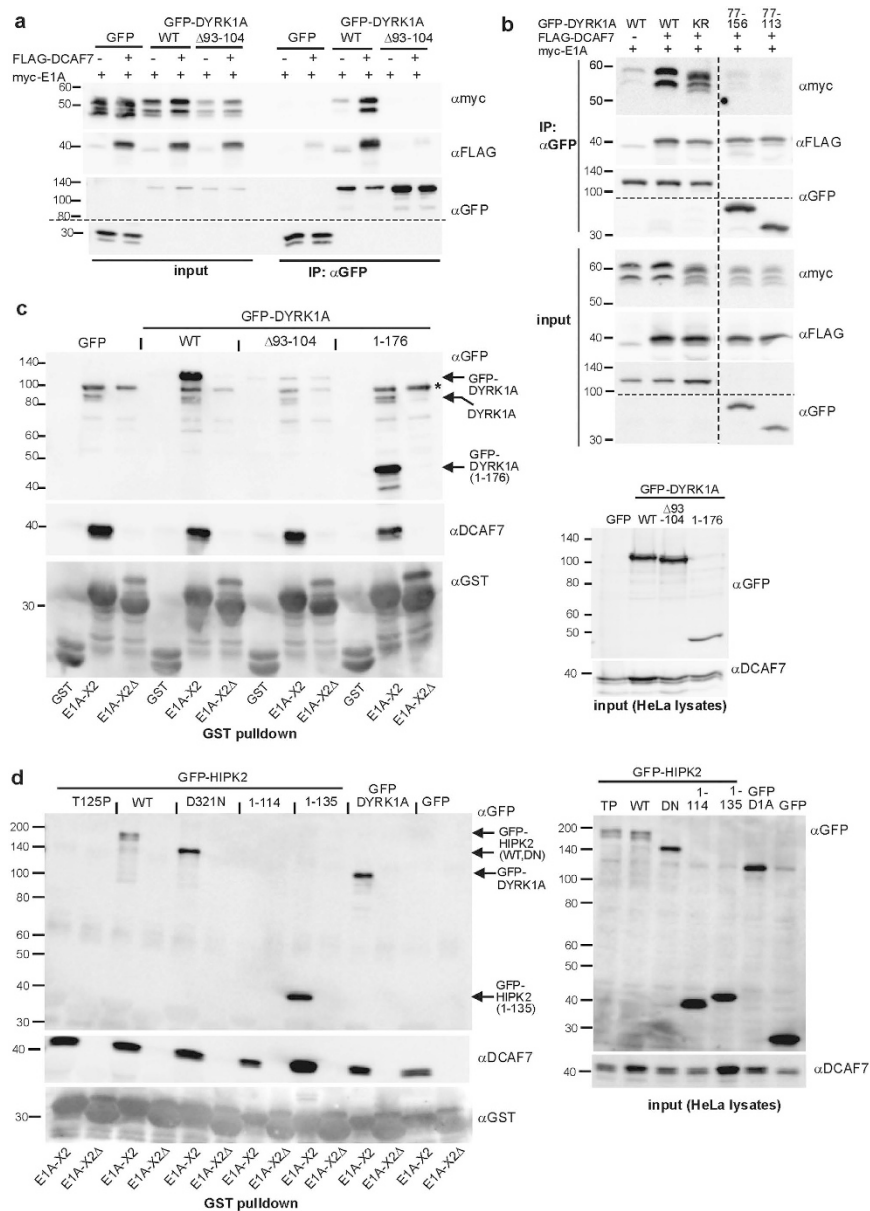 a
GFP-DYRK1A
GFP-DYRK1A
GFP WT Δ93-104 GFP WT Δ93-104
FLAG-DCAF7 - + - + - + - + - + - +
myc-E1A + + + + + + + + + + + +
60
50
αmyc
40
αFLAG
140
100
80
αGFP
30
input
IP: αGFP
b
GFP-DYRK1A WT WT KR 77-156 77-113
FLAG-DCAF7 - + + + +
myc-E1A + + + + +
IP: αGFP
60
50
αmyc
40
αFLAG
140
100
αGFP
30
input
60
50
αmyc
40
αFLAG
100
αGFP
30
c
GFP-DYRK1A
GFP WT Δ93-104 1-176
αGFP
140
100
80
60
50
40
GFP-DYRK1A
*
DYRK1A
GFP-DYRK1A (1-176)
40
αDCAF7
30
αGST
GST E1A-X2 E1A-X2Δ GST E1A-X2 E1A-X2Δ GST E1A-X2 E1A-X2Δ GST E1A-X2 E1A-X2Δ
GST pulldown
GFP-DYRK1A
GFP WT Δ93-104 1-176
140
100
80
60
50
αGFP
40
αDCAF7
input (HeLa lysates)
d
GFP-HIPK2
T125P WT D321N 1-114 1-135 GFP DYRK1A GFP
αGFP
200
140
100
60
50
40
30
GFP-HIPK2 (WT,DN)
GFP-DYRK1A
GFP-HIPK2 (1-135)
40
αDCAF7
30
αGST
E1A-X2 E1A-X2Δ E1A-X2 E1A-X2Δ E1A-X2 E1A-X2Δ E1A-X2 E1A-X2Δ E1A-X2 E1A-X2Δ E1A-X2 E1A-X2Δ E1A-X2 E1A-X2Δ
GST pulldown
GFP-HIPK2
TP WT DN 1-114 1-135 GFP D1A GFP
200
140
100
60
50
40
30
αGFP
40
αDCAF7
input (HeLa lysates)